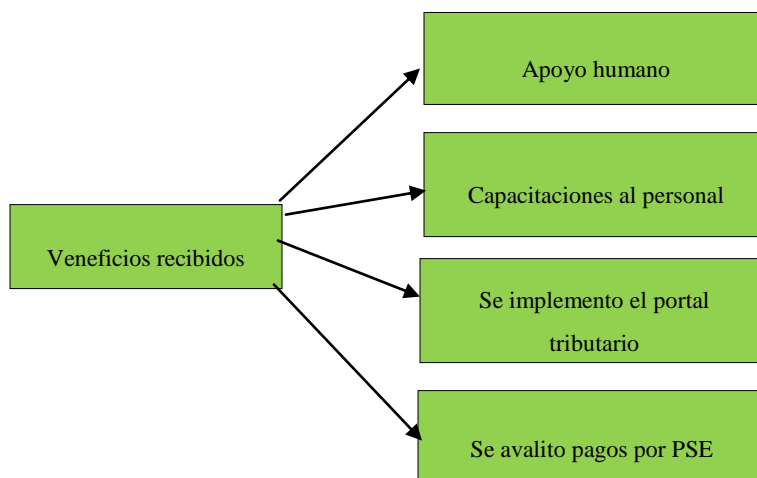 Apoyo humano
Capacitaciones al personal
Veneficios recibidos
Se implemento el portal
tributario
Se avalito pagos por PSE